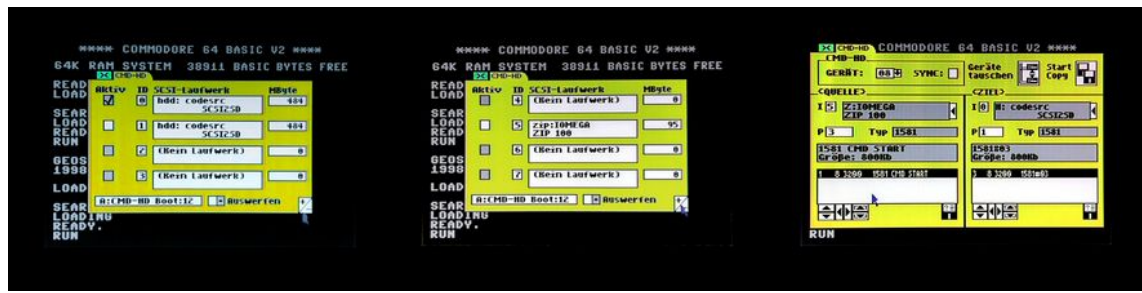 **** COMMODORE 64 BASIC V2 ****
64K RAM SYSTEM 38911 BASIC BYTES FREE
CMD-HD
READ
LOAD
SEAR
LOAD
READ
RUN
GEOS
1998
LOAD
SEAR
LOADING
READY.
RUN
Aktiv ID SCSI-Laufwerk MByte
0 hdd: codesrc 484
SCSI2SD
1 hdd: codesrc 484
SCSI2SD
2 (Kein Laufwerk) 0
3 (Kein Laufwerk) 0
A:CMD-HD Boot:12 Auswerfen
**** COMMODORE 64 BASIC V2 ****
64K RAM SYSTEM 38911 BASIC BYTES FREE
CMD-HD
READ
LOAD
SEAR
LOAD
READ
RUN
GEOS
1998
LOAD
SEAR
LOADING
READY.
RUN
Aktiv ID SCSI-Laufwerk MByte
4 (Kein Laufwerk) 0
5 zip:IOMEGA 95
ZIP 100
6 (Kein Laufwerk) 0
7 (Kein Laufwerk) 0
A:CMD-HD Boot:12 Auswerfen
CMD-HD COMMODORE 64 BASIC V2 ****
CMD-HD
GERÄT: 08 SYNC:
Geräte tauschen
Start Copy
<QUELLE>
I 5 Z:IOMEGA
ZIP 100
P 3 Typ 1581
1581 CMD START
Größe: 800Kb
1 8 3200 1581 CMD START
<ZIEL>
I 0 codesrc
SCSI2SD
P 1 Typ 1581
Größe: 800Kb
8 3200
RUN